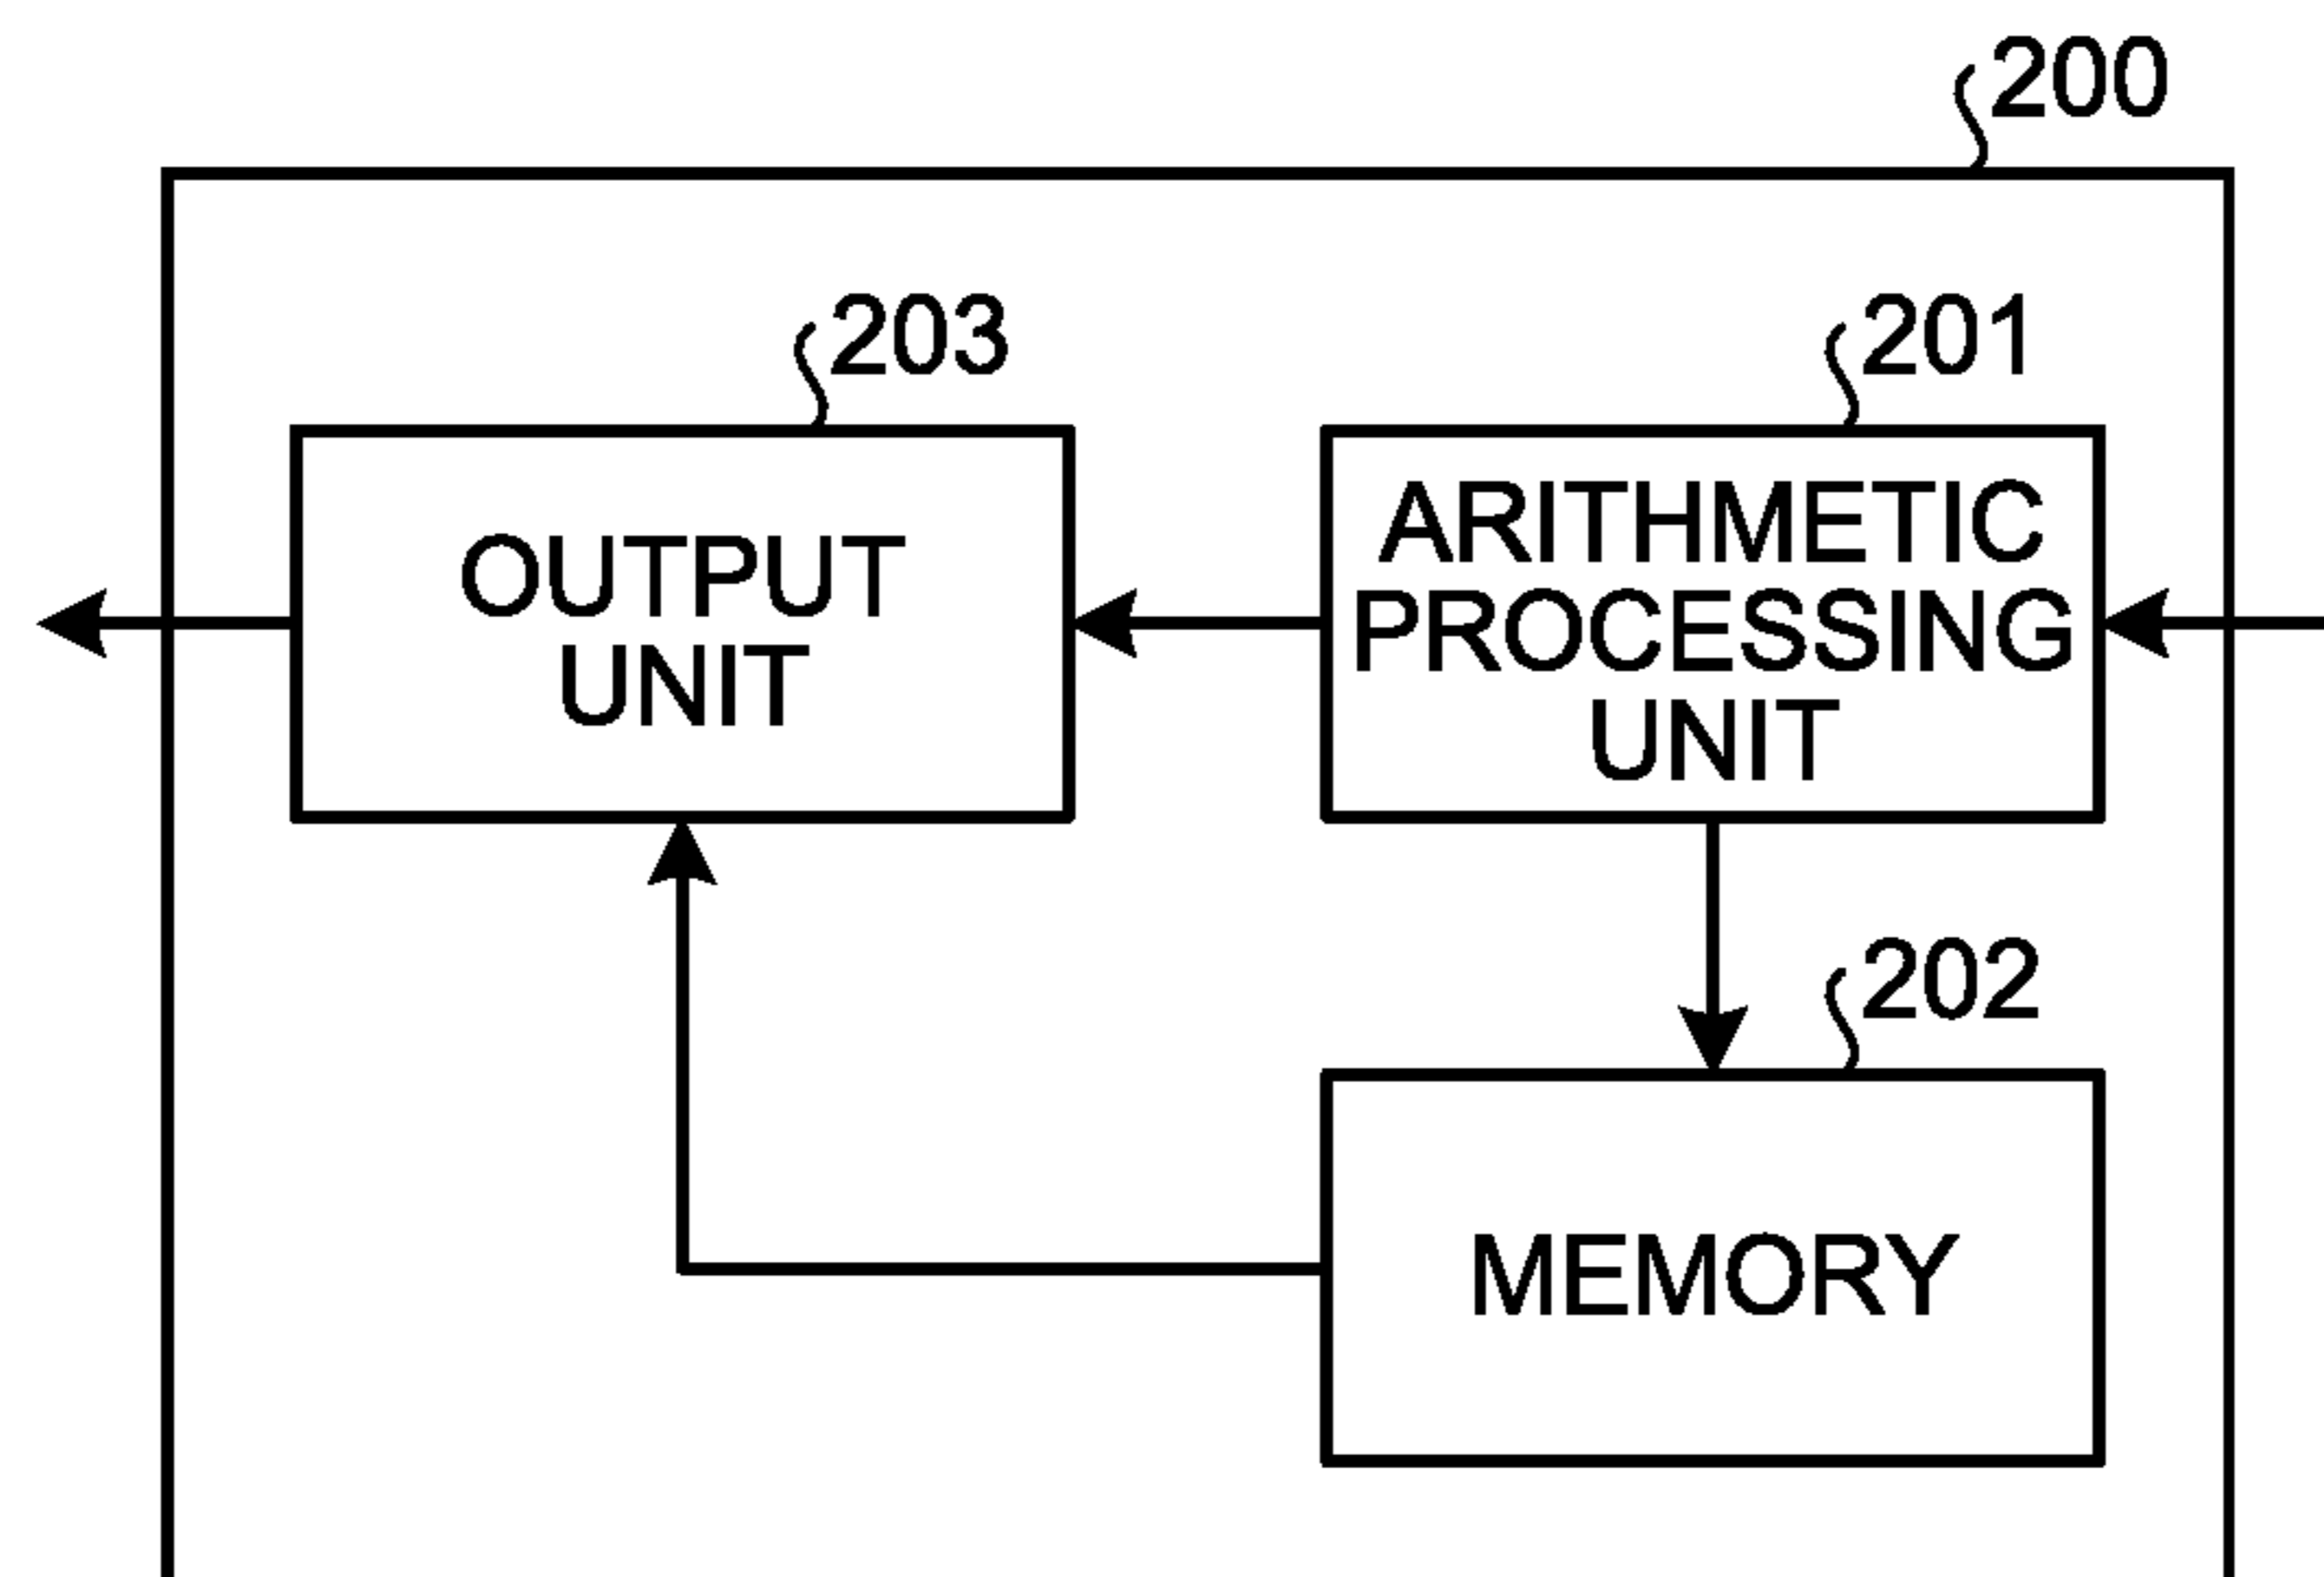 200
203
201
OUTPUT
UNIT
ARITHMETIC
PROCESSING
UNIT
202
MEMORY